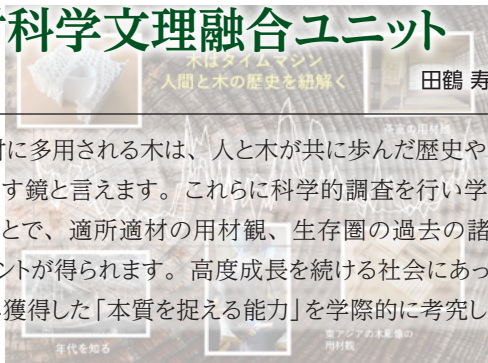 材科学文理融合ユニット
木はタイムマシン
人間と木の歴史を紐解く
田鶴 寿
材に多用される木は、人と木が共に歩んだ歴史や
す鏡と言えます。これらに科学的調査を行い学
とで、適所適材の用材観、生存圏の過去の諸
ントが得られます。高度成長を続ける社会にあっ
獲得した「本質を捉える能力」を学際的に考究し
年代を知る
東アジアの木彫像の
用材観